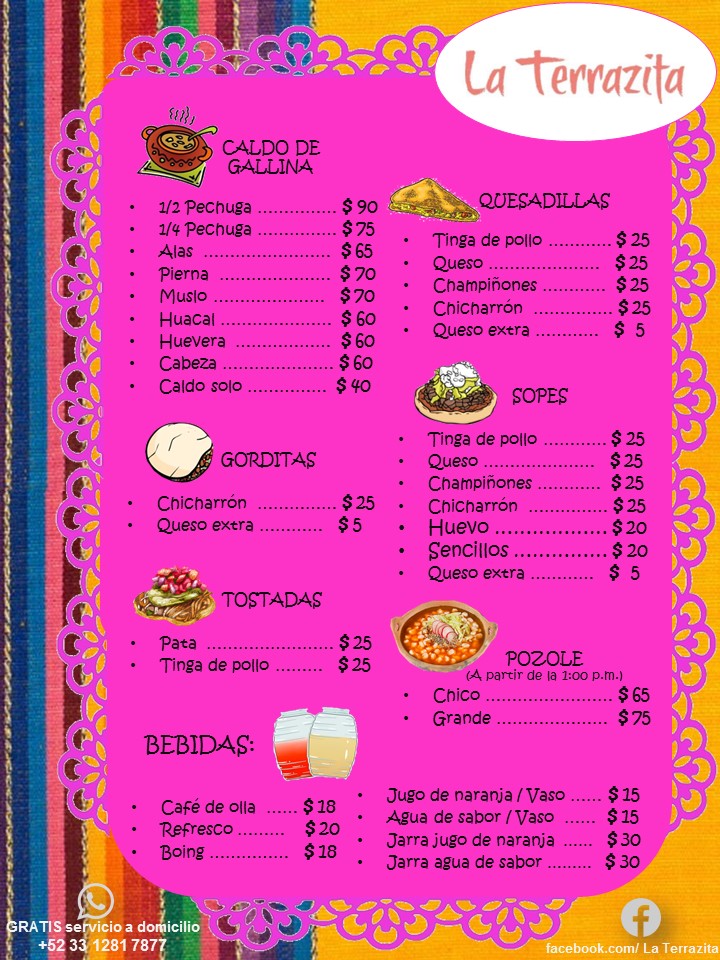 La Terrazita
CALDO DE
GALLINA
• 1/2 Pechuga ............... $ 90
• 1/4 Pechuga ............... $ 75
• Alas ........................ $ 65
• Pierna ..................... $ 70
• Muslo ..................... $ 70
• Huacal ..................... $ 60
• Huevera .................. $ 60
• Cabeza ..................... $ 60
• Caldo solo ............... $ 40
QUESADILLAS
• Tinga de pollo ............ $ 25
• Queso ..................... $ 25
• Champiñones ............ $ 25
• Chicharrón ............... $ 25
• Queso extra ............ $ 5
SOPES
• Tinga de pollo ............ $ 25
• Queso ..................... $ 25
• Champiñones ............ $ 25
• Chicharrón ............... $ 25
• Huevo .................. $ 20
• Sencillos ............... $ 20
• Queso extra ............ $ 5
GORDITAS
• Chicharrón ............... $ 25
• Queso extra ............ $ 5
TOSTADAS
• Pata ........................ $ 25
• Tinga de pollo ......... $ 25
POZOLE
(A partir de la 1:00 p.m.)
• Chico ........................ $ 65
• Grande ..................... $ 75
BEBIDAS:
• Café de olla ...... $ 18
• Refresco ......... $ 20
• Boing ............... $ 18
• Jugo de naranja / Vaso ...... $ 15
• Agua de sabor / Vaso ...... $ 15
• Jarra jugo de naranja ...... $ 30
• Jarra agua de sabor ......... $ 30
GRATIS servicio a domicilio
+52 33 1281 7877
facebook.com/ La Terrazita